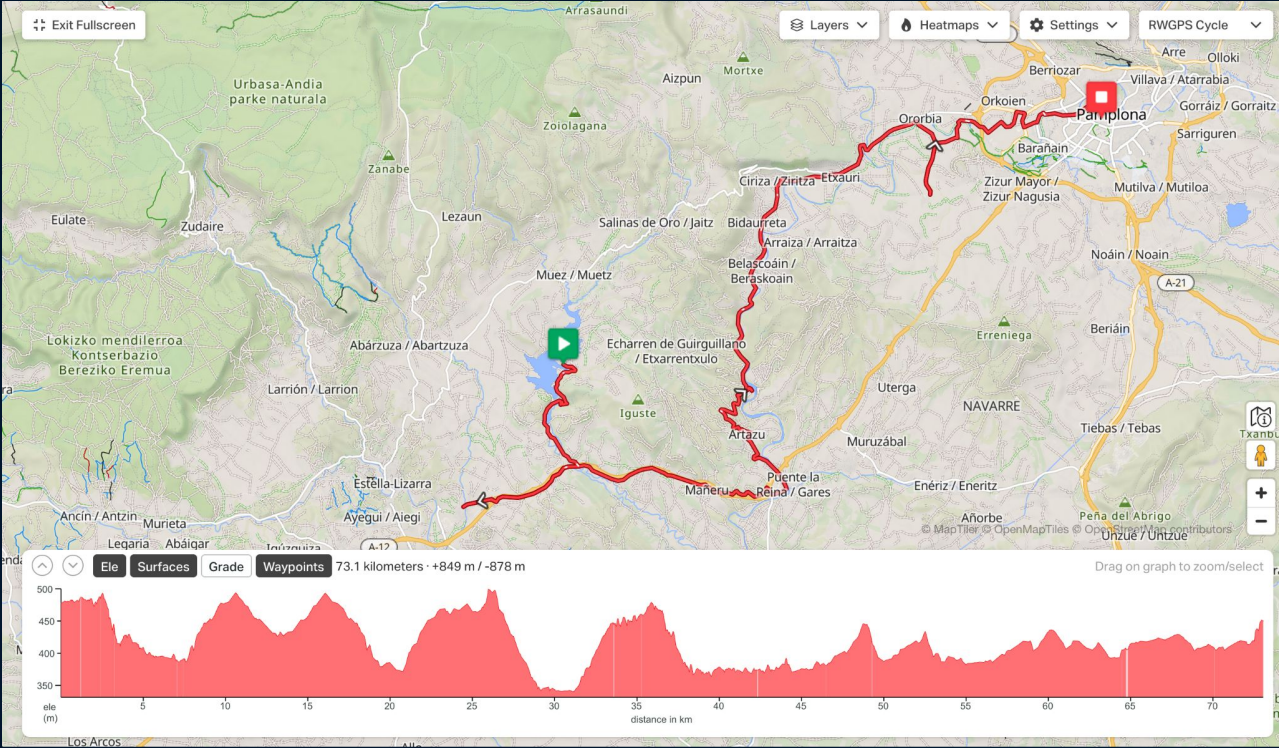 Exit Fullscreen
Layers
Heatmaps
Settings
RWGPS Cycle
Arrasaundi
Arre
Olloki
Berriozar
Villava / Atarrabia
Aizpun
Mortxe
Urbasa-Andia
parke naturala
Orkoien
Gorráiz / Gorraitz
Zoiolagana
Ororbia
Pamplona
Sarriguren
Barañain
Zanabe
Ciriza / Ziritza
Etxauri
Zizur Mayor /
Zizur Nagusia
Mutilva / Mutiloa
Eulate
Zudaire
Lezaun
Salinas de Oro / Jaitz
Bidaurreta
Arraiza / Arraitza
Noáin / Noain
Belascoáin /
Beraskoain
Muez / Muetz
A-21
Lokizko mendilerroa
Kontserbazio
Bereziko Eremua
Abárzuza / Abartzuza
Echarren de Guirguillano
/ Etxarrentxulo
Erreniega
Beriáin
Larrión / Larrion
Uterga
Iguste
NAVARRE
Artazu
Muruzábal
Tiebas / Tebas
Puente la
Reina / Gares
Estella-Lizarra
Mañeru
Enériz / Eneritz
Ancín / Antzin
Murieta
Ayegui / Aiegi
Añorbe
Peña del Abrigo
© MapTiler © OpenMapTiles © OpenStreetMap contributors
Unzué / Untzue
Legaria
Abáigar
Igúzquiza
A-12
Ele
Surfaces
Grade
Waypoints
73.1 kilometers · +849 m / -878 m
Drag on graph to zoom/select
500
450
400
350
ele
(m)
5
10
15
20
25
30
35
40
45
50
55
60
65
70
distance in km
Los Arcos